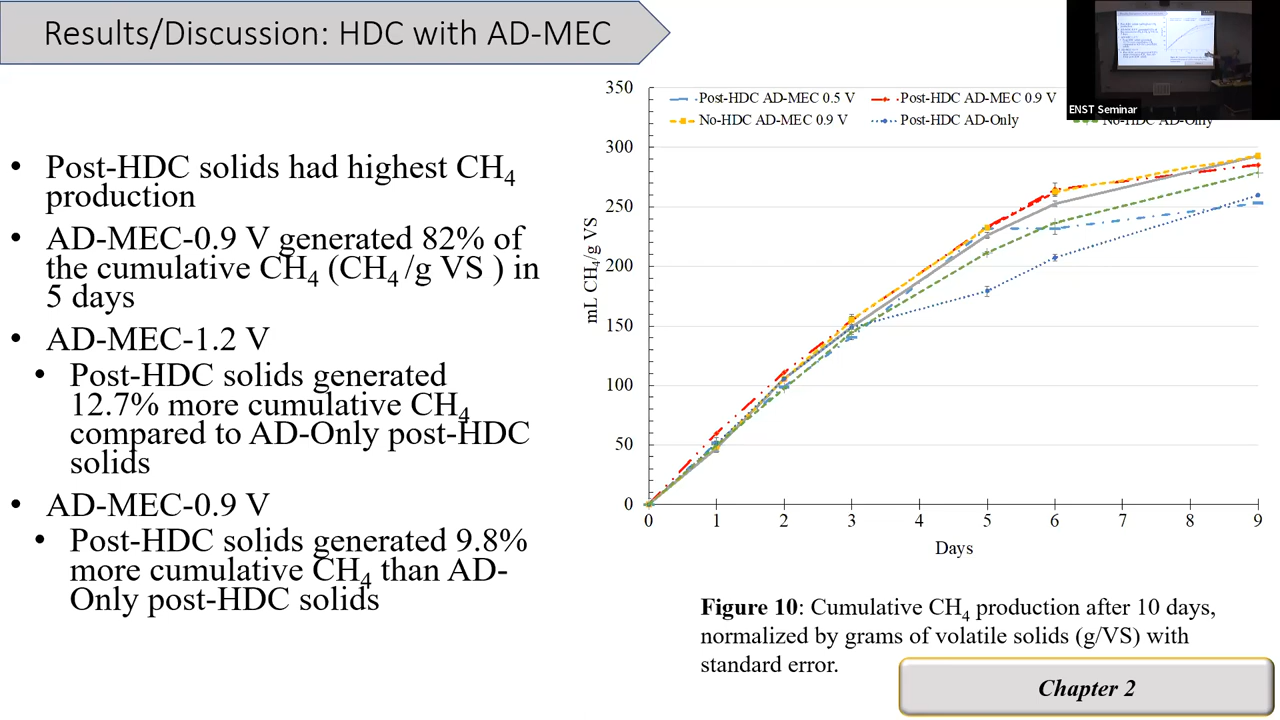 Results/Discussion: HDC with AD-MEC
ENST Seminar
• Post-HDC solids had highest CH4
production
• AD-MEC-0.9 V generated 82% of
the cumulative CH4 (CH4 /g VS ) in
5 days
• AD-MEC-1.2 V
• Post-HDC solids generated
12.7% more cumulative CH4
compared to AD-Only post-HDC
solids
• AD-MEC-0.9 V
• Post-HDC solids generated 9.8%
more cumulative CH4 than AD-
Only post-HDC solids
Post-HDC AD-MEC 0.5 V
Post-HDC AD-MEC 0.9 V
No-HDC AD-MEC 0.9 V
Post-HDC AD-Only
No-HDC AD-Only
350
300
250
200
150
100
50
0
mL CH4/g VS
0 1 2 3 4 5 6 7 8 9
Days
Figure 10: Cumulative CH4 production after 10 days,
normalized by grams of volatile solids (g/VS) with
standard error.
Chapter 2